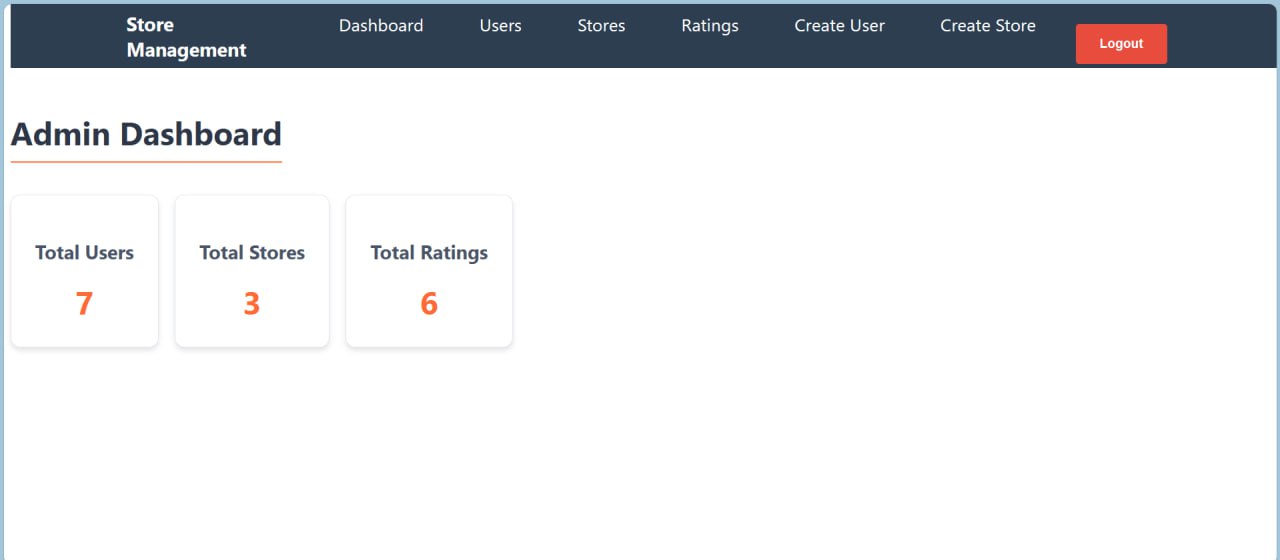 Store
Management
Dashboard
Users
Stores
Ratings
Create User
Create Store
Logout
Admin Dashboard
Total Users
7
Total Stores
3
Total Ratings
6